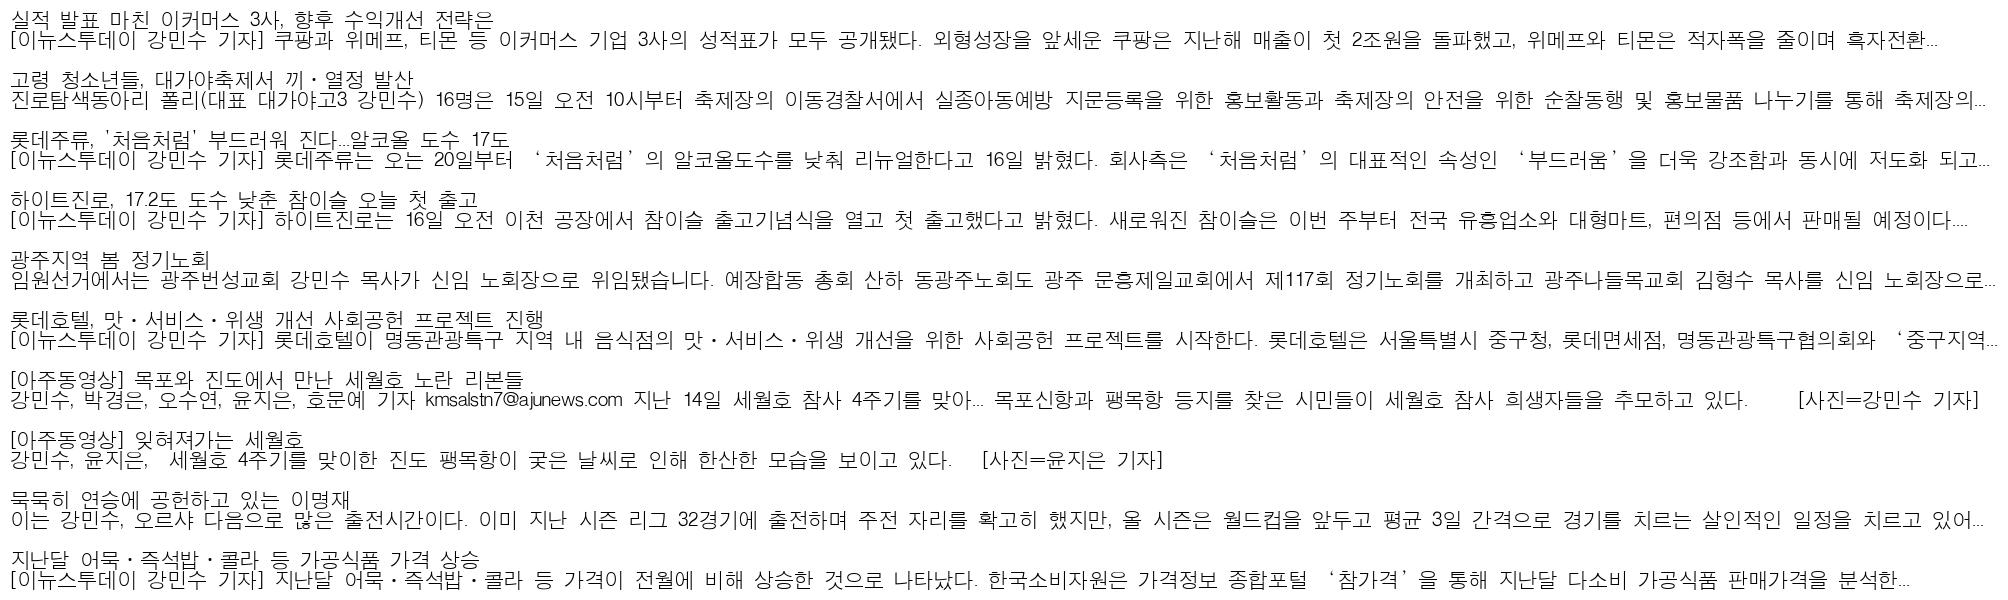 실적 발표 마친 이커머스 3사, 향후 수익개선 전략은
[이뉴스투데이 강민수 기자] 쿠팡과 위메프, 티몬 등 이커머스 기업 3사의 성적표가 모두 공개됐다. 외형성장을 앞세운 쿠팡은 지난해 매출이 첫 2조원을 돌파했고, 위메프와 티몬은 적자폭을 줄이며 흑자전환...
고령 청소년들, 대가야축제서 끼·열정 발산
진로탐색동아리 폴리(대표 대가야고3 강민수) 16명은 15일 오전 10시부터 축제장의 이동경찰서에서 실종아동예방 지문등록을 위한 홍보활동과 축제장의 안전을 위한 순찰동행 및 홍보물품 나누기를 통해 축제장의...
롯데주류, '처음처럼' 부드러워 진다...알코올 도수 17도
[이뉴스투데이 강민수 기자] 롯데주류는 오는 20일부터 ‘처음처럼’의 알코올도수를 낮춰 리뉴얼한다고 16일 밝혔다. 회사측은 ‘처음처럼’의 대표적인 속성인 ‘부드러움’을 더욱 강조함과 동시에 저도화 되고...
하이트진로, 17.2도 도수 낮춘 참이슬 오늘 첫 출고
[이뉴스투데이 강민수 기자] 하이트진로는 16일 오전 이천 공장에서 참이슬 출고기념식을 열고 첫 출고했다고 밝혔다. 새로워진 참이슬은 이번 주부터 전국 유흥업소와 대형마트, 편의점 등에서 판매될 예정이다....
광주지역 봄 정기노회
임원선거에서는 광주번성교회 강민수 목사가 신임 노회장으로 위임됐습니다. 예장합동 총회 산하 동광주노회도 광주 문흥제일교회에서 제117회 정기노회를 개최하고 광주나들목교회 김형수 목사를 신임 노회장으로...
롯데호텔, 맛·서비스·위생 개선 사회공헌 프로젝트 진행
[이뉴스투데이 강민수 기자] 롯데호텔이 명동관광특구 지역 내 음식점의 맛·서비스·위생 개선을 위한 사회공헌 프로젝트를 시작한다. 롯데호텔은 서울특별시 중구청, 롯데면세점, 명동관광특구협의회와 ‘중구지역...
[아주동영상] 목포와 진도에서 만난 세월호 노란 리본들
강민수, 박경은, 오수연, 윤지은, 호문예 기자 kmsalstn7@ajunews.com 지난 14일 세월호 참사 4주기를 맞아... 목포신항과 팽목항 등지를 찾은 시민들이 세월호 참사 희생자들을 추모하고 있다. [사진=강민수 기자]
[아주동영상] 잊혀져가는 세월호
강민수, 윤지은, 세월호 4주기를 맞이한 진도 팽목항이 궂은 날씨로 인해 한산한 모습을 보이고 있다. [사진=윤지은 기자]
묵묵히 연승에 공헌하고 있는 이명재
이는 강민수, 오르샤 다음으로 많은 출전시간이다. 이미 지난 시즌 리그 32경기에 출전하며 주전 자리를 확고히 했지만, 올 시즌은 월드컵을 앞두고 평균 3일 간격으로 경기를 치르는 살인적인 일정을 치르고 있어...
지난달 어묵·즉석밥·콜라 등 가공식품 가격 상승
[이뉴스투데이 강민수 기자] 지난달 어묵·즉석밥·콜라 등 가격이 전월에 비해 상승한 것으로 나타났다. 한국소비자원은 가격정보 종합포털 ‘참가격’을 통해 지난달 다소비 가공식품 판매가격을 분석한...